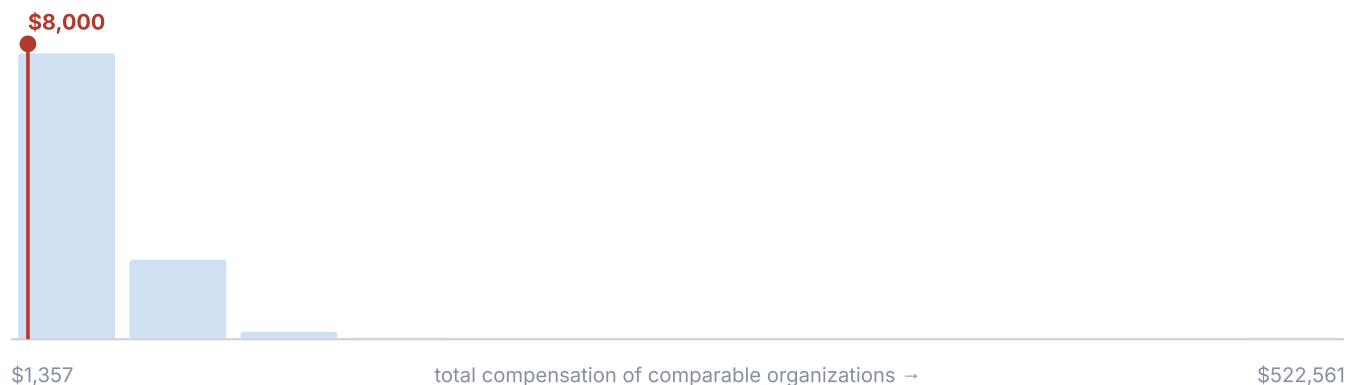 $8,000
$1,357 total compensation of comparable organizations → $522,561